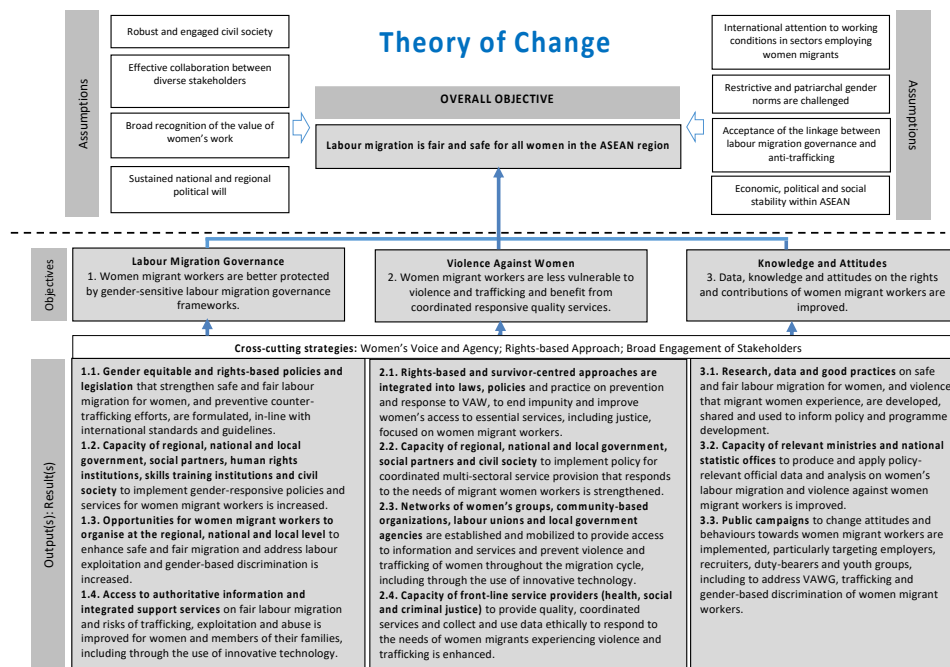 Theory of Change
Assumptions
Robust and engaged civil society
Effective collaboration between
diverse stakeholders
Broad recognition of the value of
women's work
Sustained national and regional
political will
OVERALL OBJECTIVE
Labour migration is fair and safe for all women in the ASEAN region
International attention to working
conditions in sectors employing
women migrants
Restrictive and patriarchal gender
norms are challenged
Acceptance of the linkage between
labour migration governance and
anti-trafficking
Economic, political and social
stability within ASEAN
Assumptions
Objectives
Labour Migration Governance
1. Women migrant workers are better protected
by gender-sensitive labour migration governance
frameworks.
Violence Against Women
2. Women migrant workers are less vulnerable to
violence and trafficking and benefit from
coordinated responsive quality services.
Knowledge and Attitudes
3. Data, knowledge and attitudes on the rights
and contributions of women migrant workers are
improved.
Cross-cutting strategies: Women's Voice and Agency; Rights-based Approach; Broad Engagement of Stakeholders
Output(s): Result(s)
1.1. Gender equitable and rights-based policies and
legislation that strengthen safe and fair labour
migration for women, and preventive counter-
trafficking efforts, are formulated, in-line with
international standards and guidelines.
1.2. Capacity of regional, national and local
government, social partners, human rights
institutions, skills training institutions and civil
society to implement gender-responsive policies and
services for women migrant workers is increased.
1.3. Opportunities for women migrant workers to
organise at the regional, national and local level to
enhance safe and fair migration and address labour
exploitation and gender-based discrimination is
increased.
1.4. Access to authoritative information and
integrated support services on fair labour migration
and risks of trafficking, exploitation and abuse is
improved for women and members of their families,
including through the use of innovative technology.
2.1. Rights-based and survivor-centred approaches are
integrated into laws, policies and practice on prevention
and response to VAW, to end impunity and improve
women's access to essential services, including justice,
focused on women migrant workers.
2.2. Capacity of regional, national and local government,
social partners and civil society to implement policy for
coordinated multi-sectoral service provision that responds
to the needs of migrant women workers is strengthened.
2.3. Networks of women's groups, community-based
organizations, labour unions and local government
agencies are established and mobilized to provide access
to information and services and prevent violence and
trafficking of women throughout the migration cycle,
including through the use of innovative technology.
2.4. Capacity of front-line service providers (health, social
and criminal justice) to provide quality, coordinated
services and collect and use data ethically to respond to
the needs of women migrants experiencing violence and
trafficking is enhanced.
3.1. Research, data and good practices on safe
and fair labour migration for women, and violence
that migrant women experience, are developed,
shared and used to inform policy and programme
development.
3.2. Capacity of relevant ministries and national
statistic offices to produce and apply policy-
relevant official data and analysis on women's
labour migration and violence against women
migrant workers is improved.
3.3. Public campaigns to change attitudes and
behaviours towards women migrant workers are
implemented, particularly targeting employers,
recruiters, duty-bearers and youth groups,
including to address VAWG, trafficking and
gender-based discrimination of women migrant
workers.